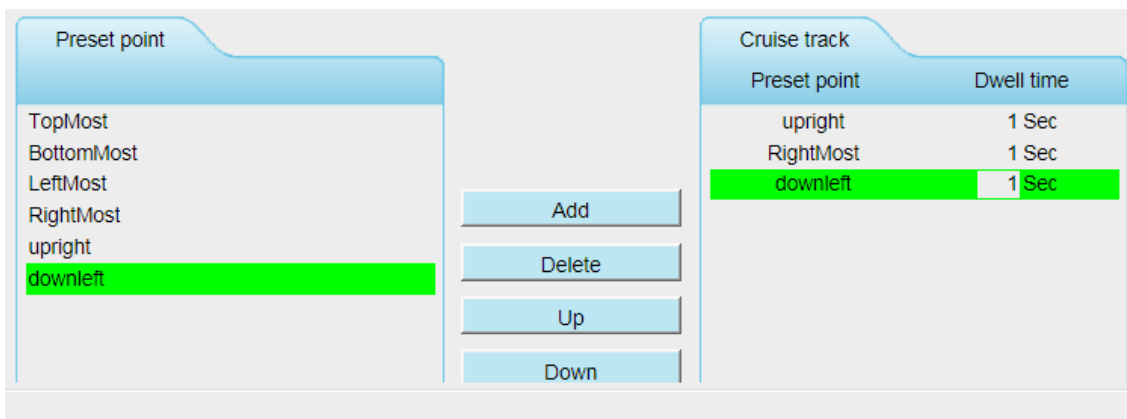 Preset point
TopMost
BottomMost
LeftMost
RightMost
upright
downleft
Add
Delete
Up
Down
Cruise track
Preset point Dwell time
upright 1 Sec
RightMost 1 Sec
downleft 1 Sec